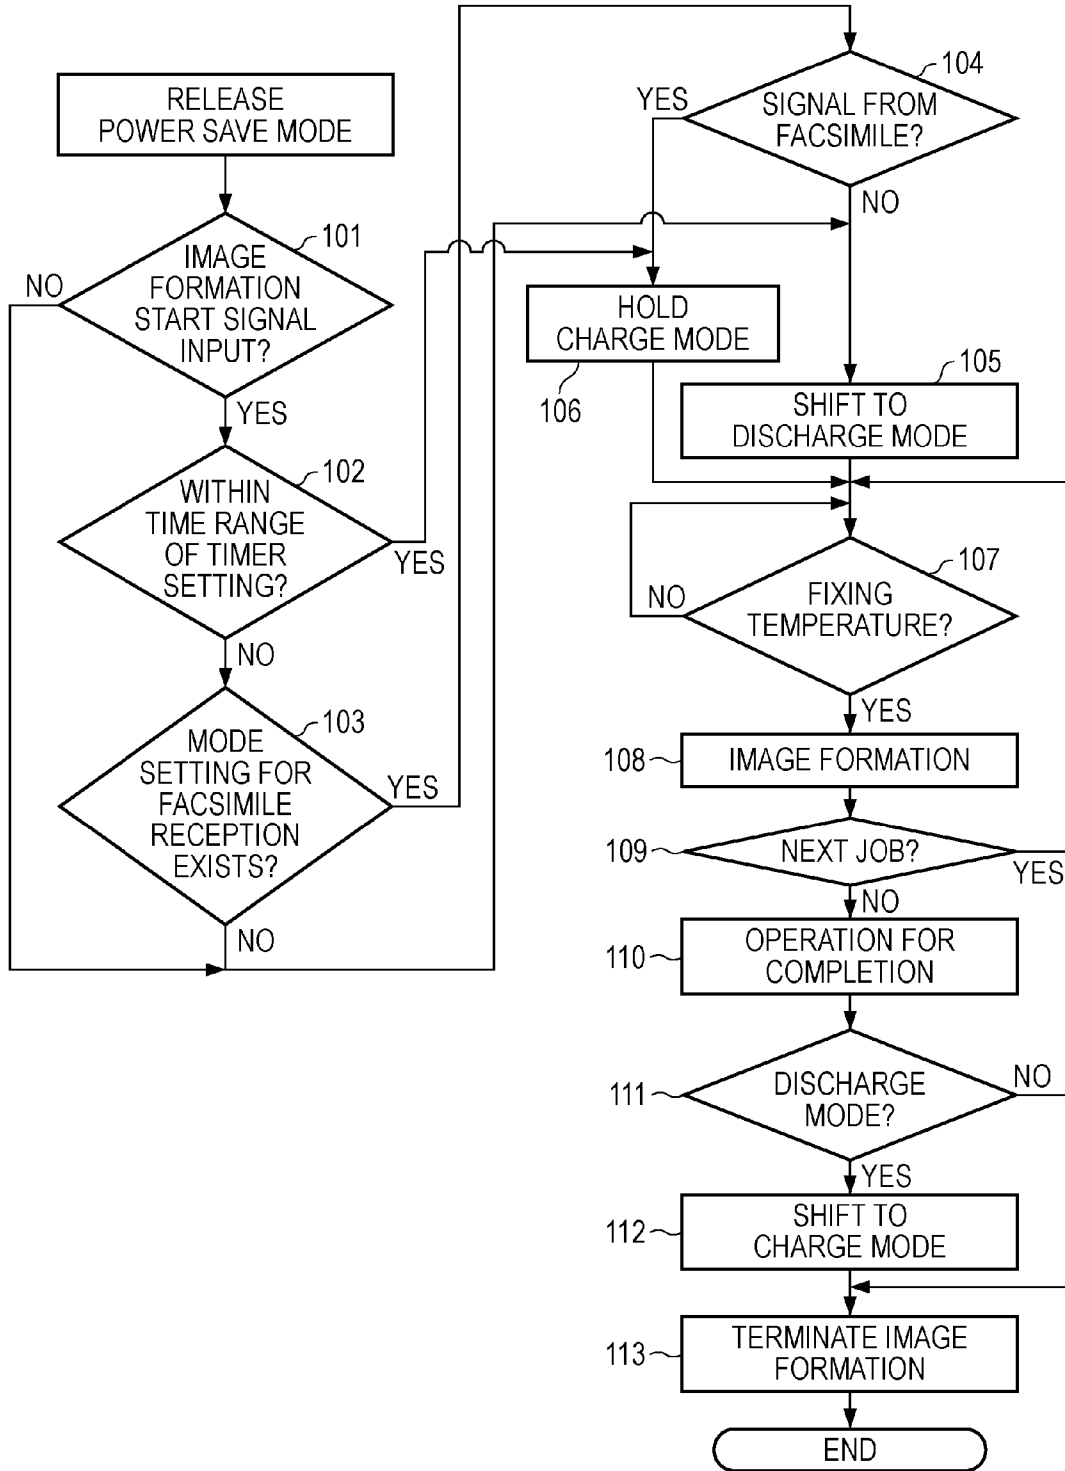 RELEASE
POWER SAVE MODE
101
IMAGE
FORMATION
START SIGNAL
INPUT?
NO
YES
102
WITHIN
TIME RANGE
OF TIMER
SETTING?
YES
NO
103
MODE
SETTING FOR
FACSIMILE
RECEPTION
EXISTS?
YES
NO
104
SIGNAL FROM
FACSIMILE?
YES
NO
HOLD
CHARGE MODE
106
105
SHIFT TO
DISCHARGE MODE
107
FIXING
TEMPERATURE?
NO
YES
108
IMAGE FORMATION
109
NEXT JOB?
YES
NO
110
OPERATION FOR
COMPLETION
111
DISCHARGE
MODE?
NO
YES
112
SHIFT TO
CHARGE MODE
113
TERMINATE IMAGE
FORMATION
END